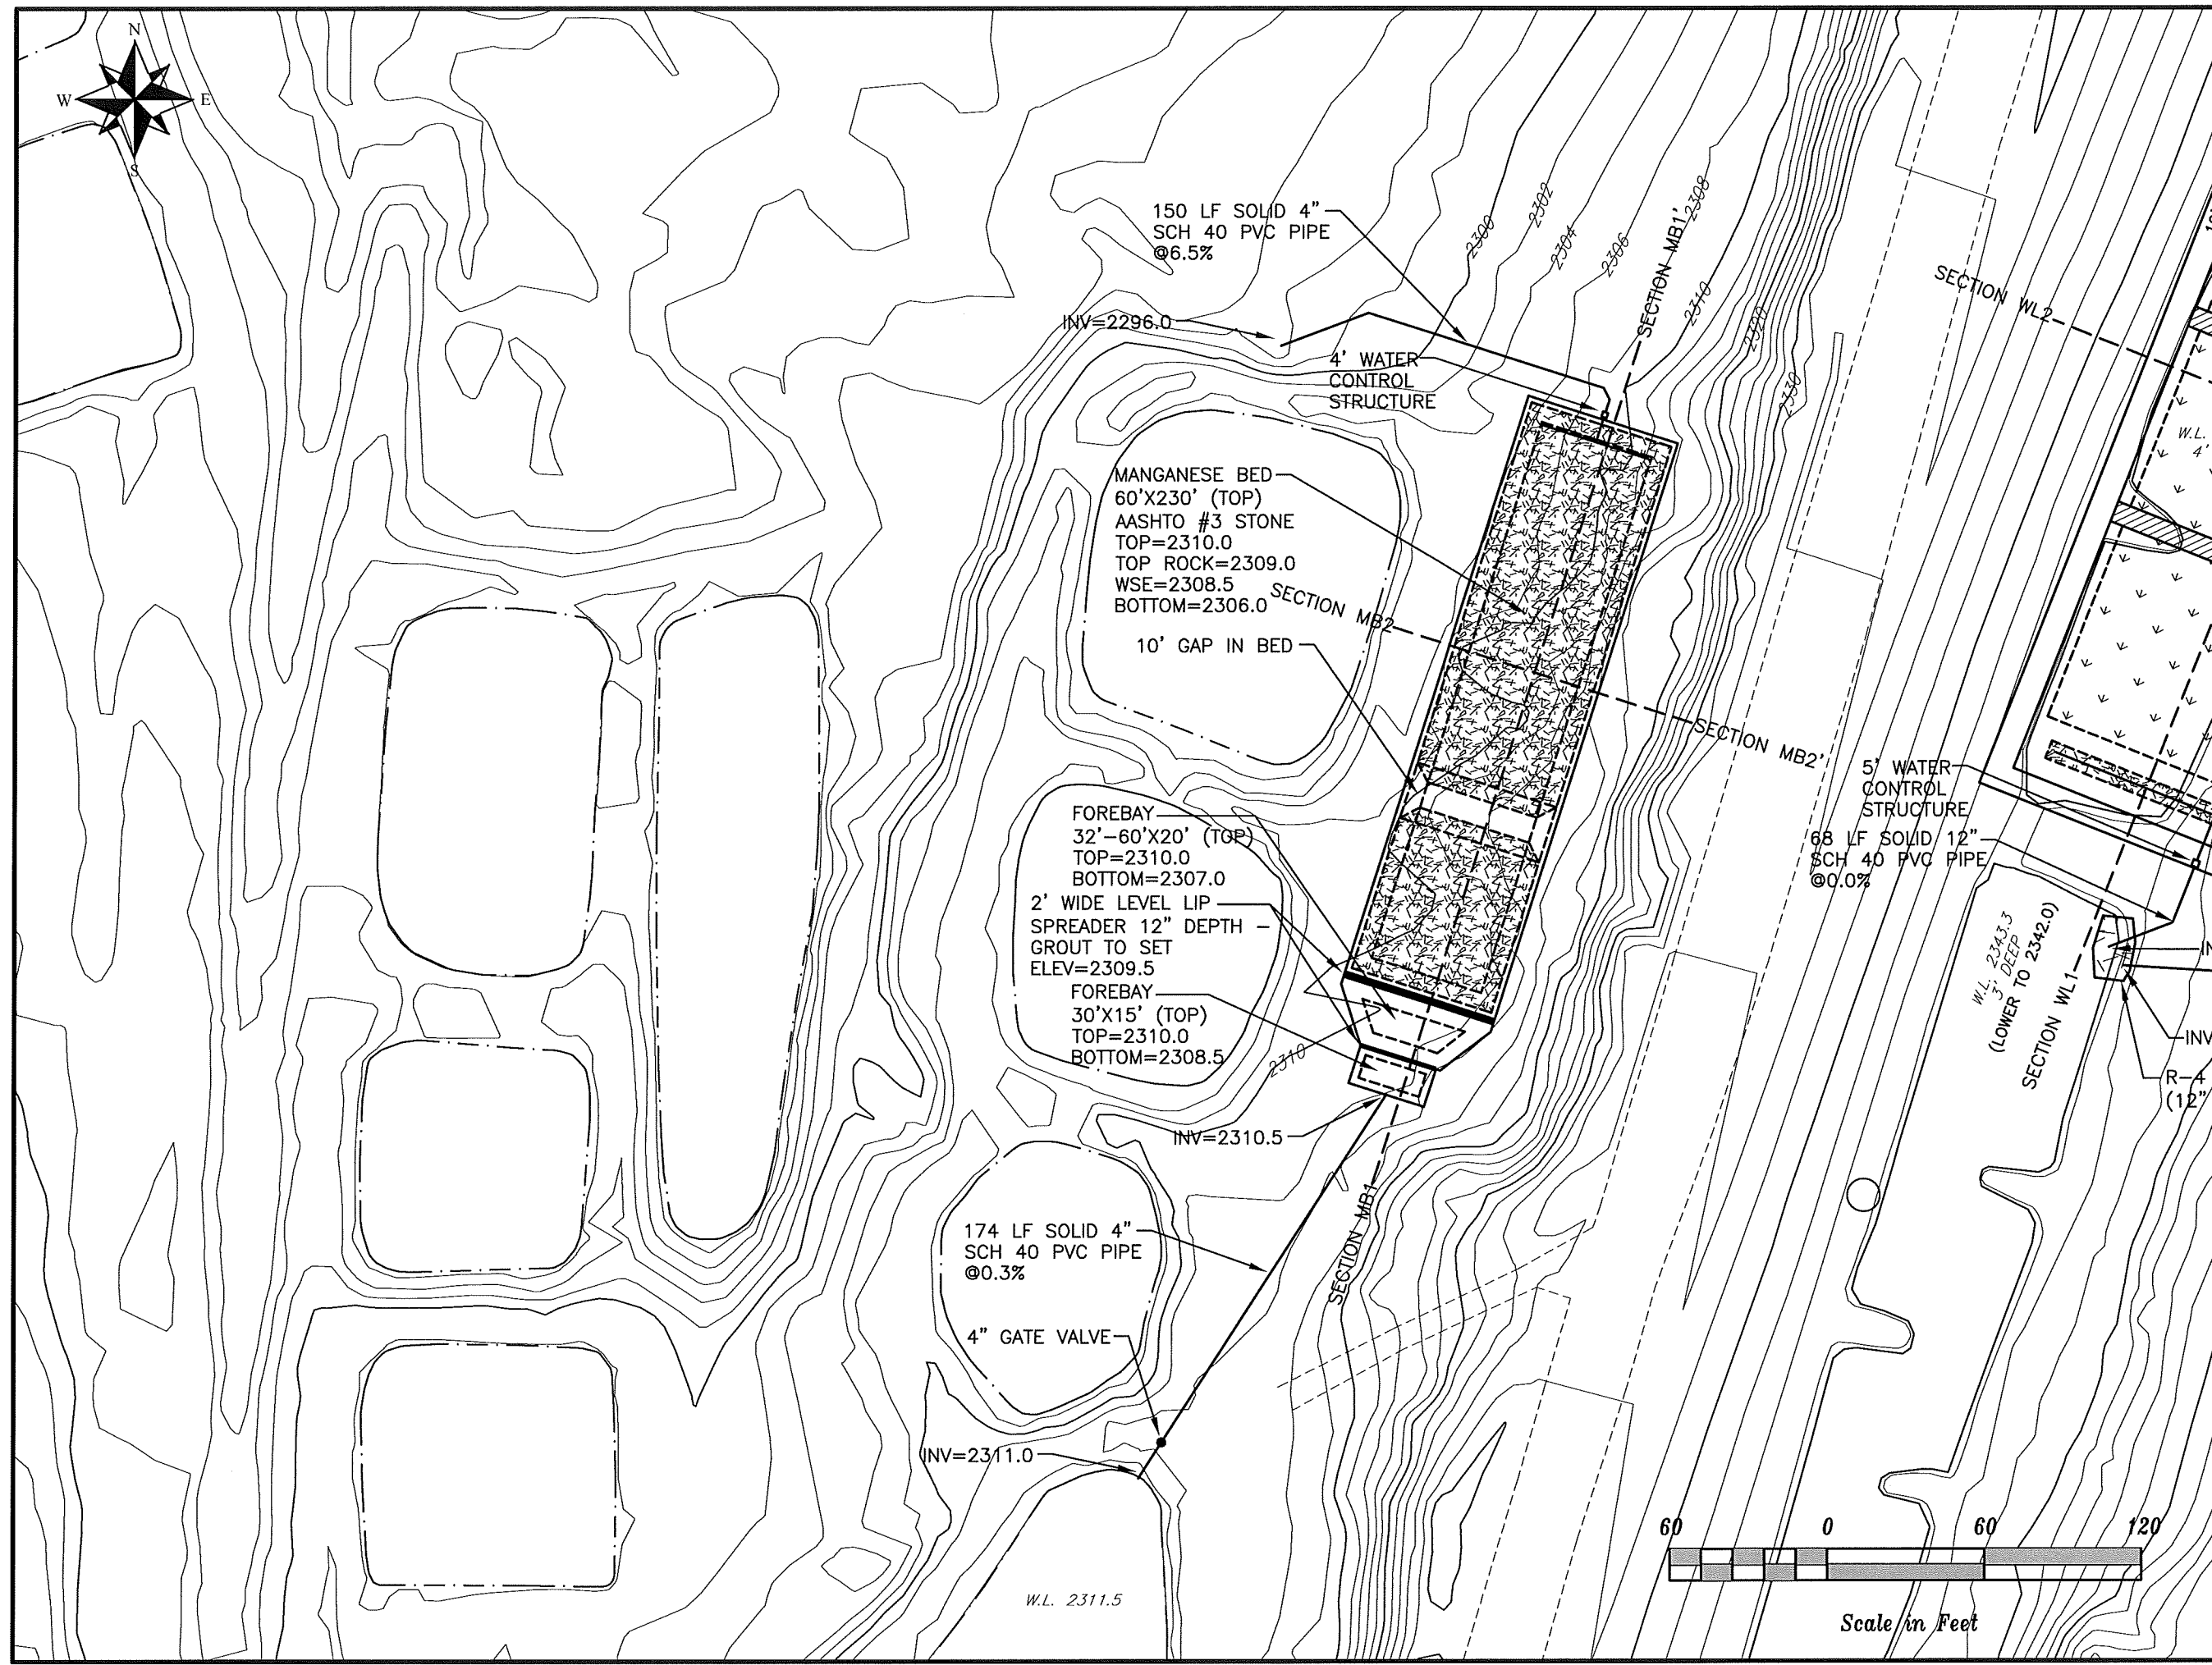 N
W
E
S
150 LF SOLID 4"
SCH 40 PVC PIPE
@6.5%
2300
2302
2304
2306
2308
2310
2320
2330
SECTION MB1'
SECTION WL2
INV=2296.0
4' WATER
CONTROL
STRUCTURE
W.L.
4'
MANGANESE BED
60'X230' (TOP)
AASHTO #3 STONE
TOP=2310.0
TOP ROCK=2309.0
WSE=2308.5
BOTTOM=2306.0
SECTION MB2
10' GAP IN BED
SECTION MB2'
5' WATER
CONTROL
STRUCTURE
68 LF SOLID 12"
SCH 40 PVC PIPE
@0.0%
FOREBAY
32'-60'X20' (TOP)
TOP=2310.0
BOTTOM=2307.0
2' WIDE LEVEL LIP
SPREADER 12" DEPTH -
GROUT TO SET
ELEV=2309.5
FOREBAY
30'X15' (TOP)
TOP=2310.0
BOTTOM=2308.5
2310
W.L. 2343.3
3' DEEP
(LOWER TO 2342.0)
SECTION WL1
IN
INV
R-4
(12"
INV=2310.5
SECTION MB1
174 LF SOLID 4"
SCH 40 PVC PIPE
@0.3%
4" GATE VALVE
INV=2311.0
W.L. 2311.5
60 0 60 120
Scale in Feet